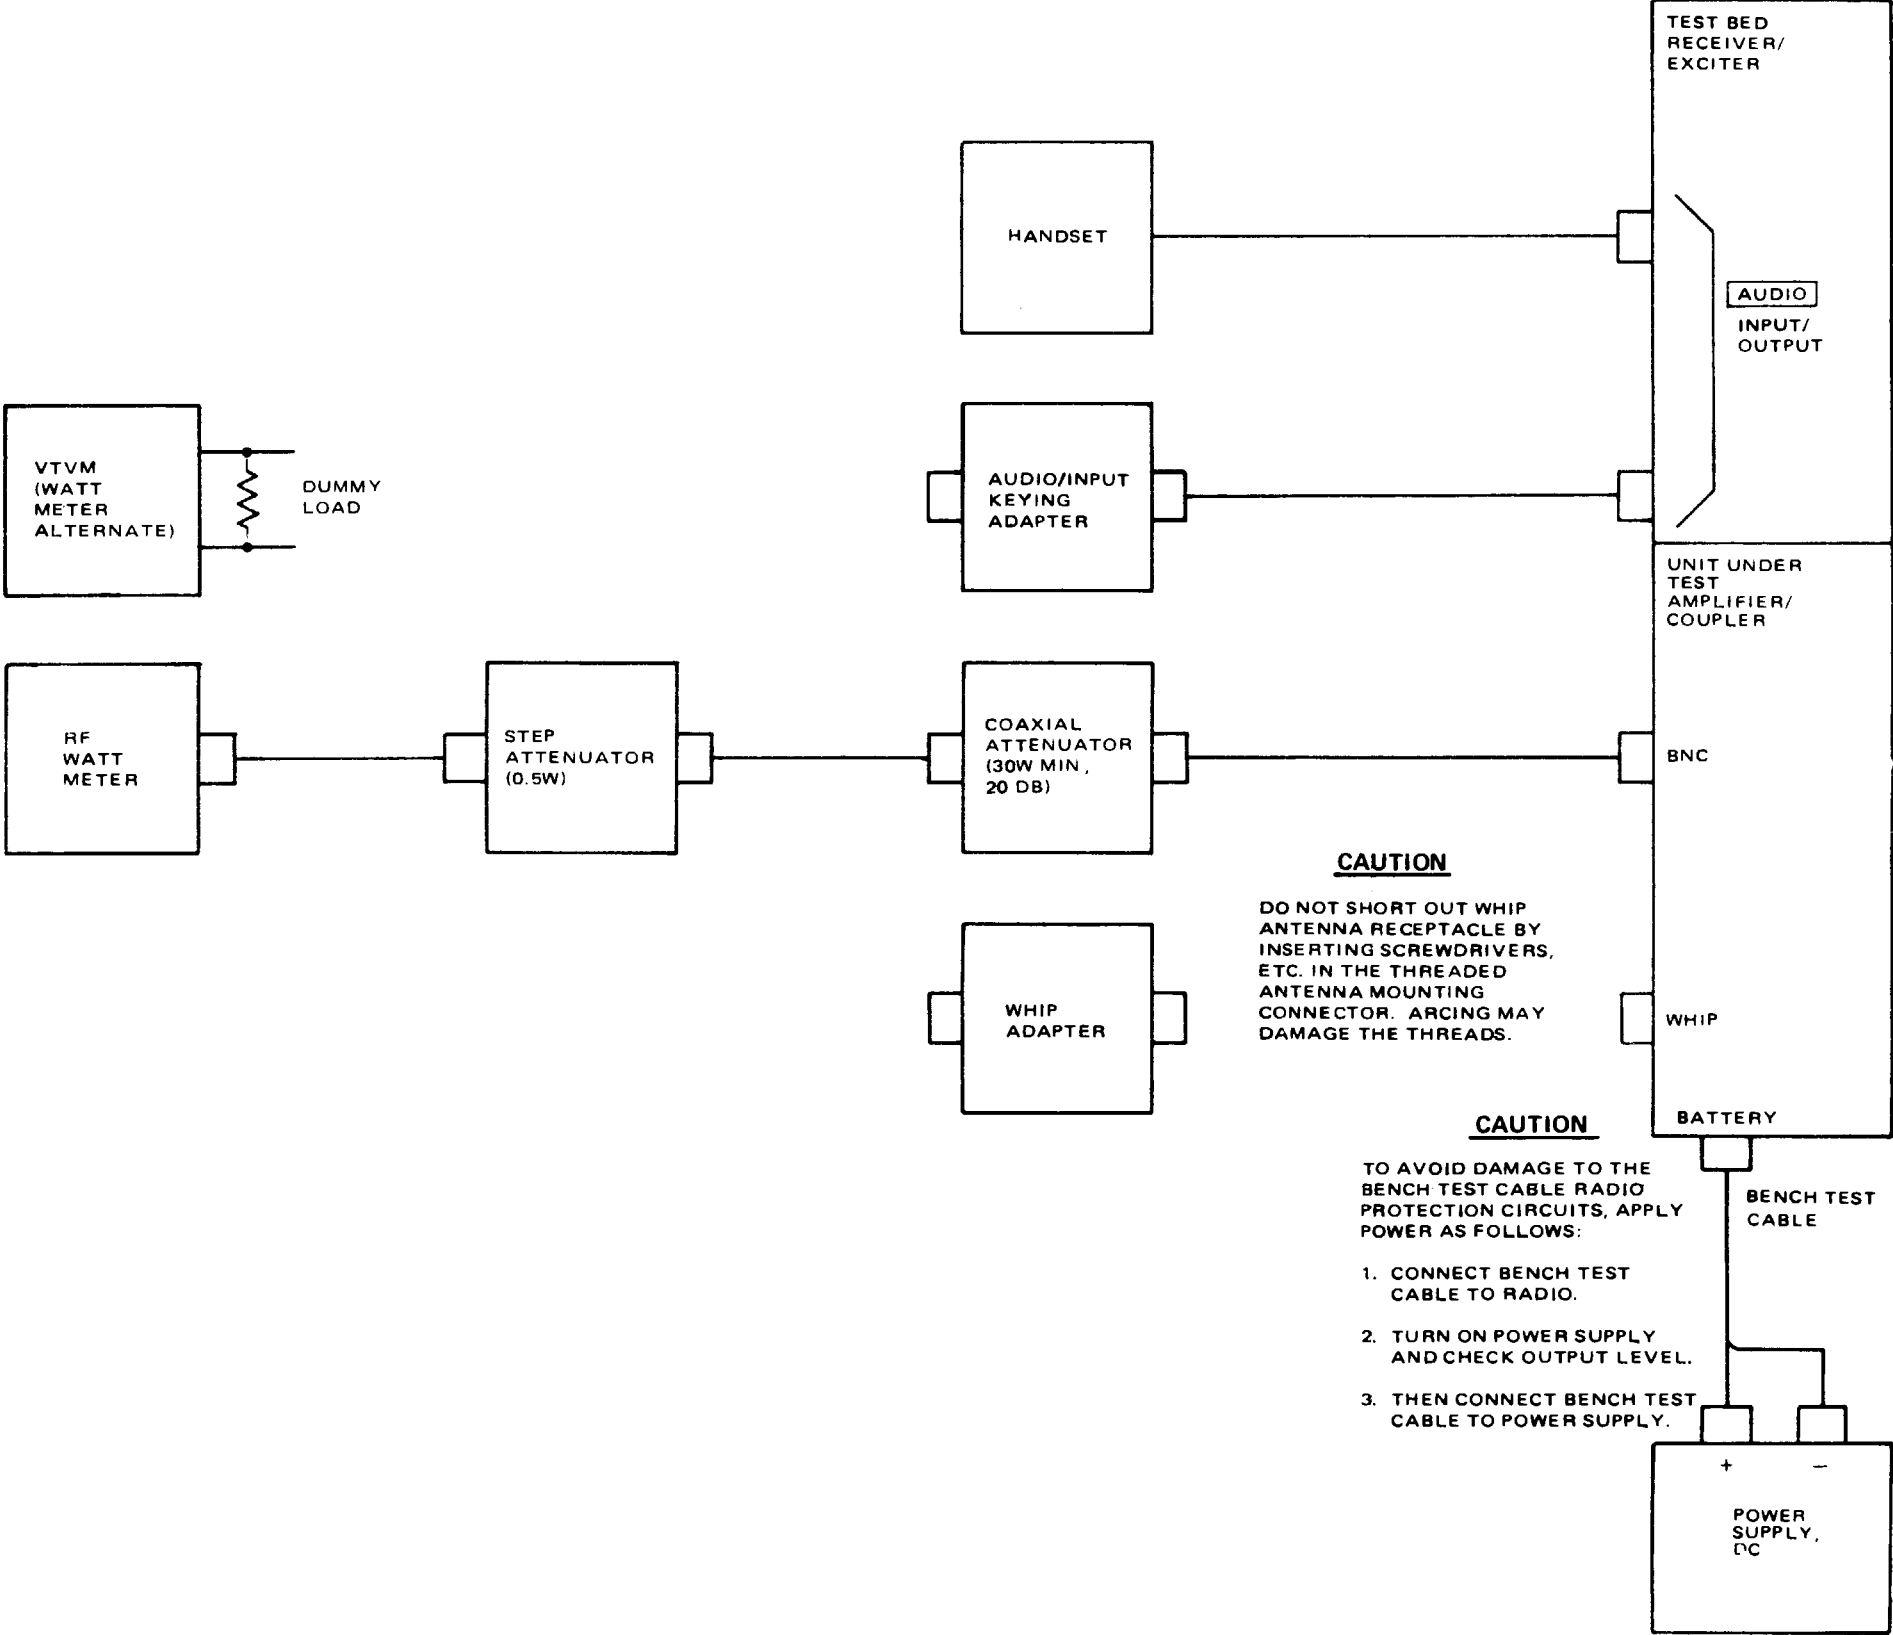 TEST BED
RECEIVER/
EXCITER
HANDSET
AUDIO
INPUT/
OUTPUT
VTVM
(WATT
METER
ALTERNATE)
DUMMY
LOAD
AUDIO/INPUT
KEYING
ADAPTER
UNIT UNDER
TEST
AMPLIFIER/
COUPLER
RF
WATT
METER
STEP
ATTENUATOR
(0.5W)
COAXIAL
ATTENUATOR
(30W MIN,
20 DB)
BNC
CAUTION
DO NOT SHORT OUT WHIP
ANTENNA RECEPTACLE BY
INSERTING SCREWDRIVERS,
ETC. IN THE THREADED
ANTENNA MOUNTING
CONNECTOR. ARCING MAY
DAMAGE THE THREADS.
WHIP
ADAPTER
WHIP
BATTERY
CAUTION
TO AVOID DAMAGE TO THE
BENCH TEST CABLE RADIO
PROTECTION CIRCUITS, APPLY
POWER AS FOLLOWS:
1. CONNECT BENCH TEST
CABLE TO RADIO.
2. TURN ON POWER SUPPLY
AND CHECK OUTPUT LEVEL.
3. THEN CONNECT BENCH TEST
CABLE TO POWER SUPPLY.
BENCH TEST
CABLE
+ −
POWER
SUPPLY,
DC